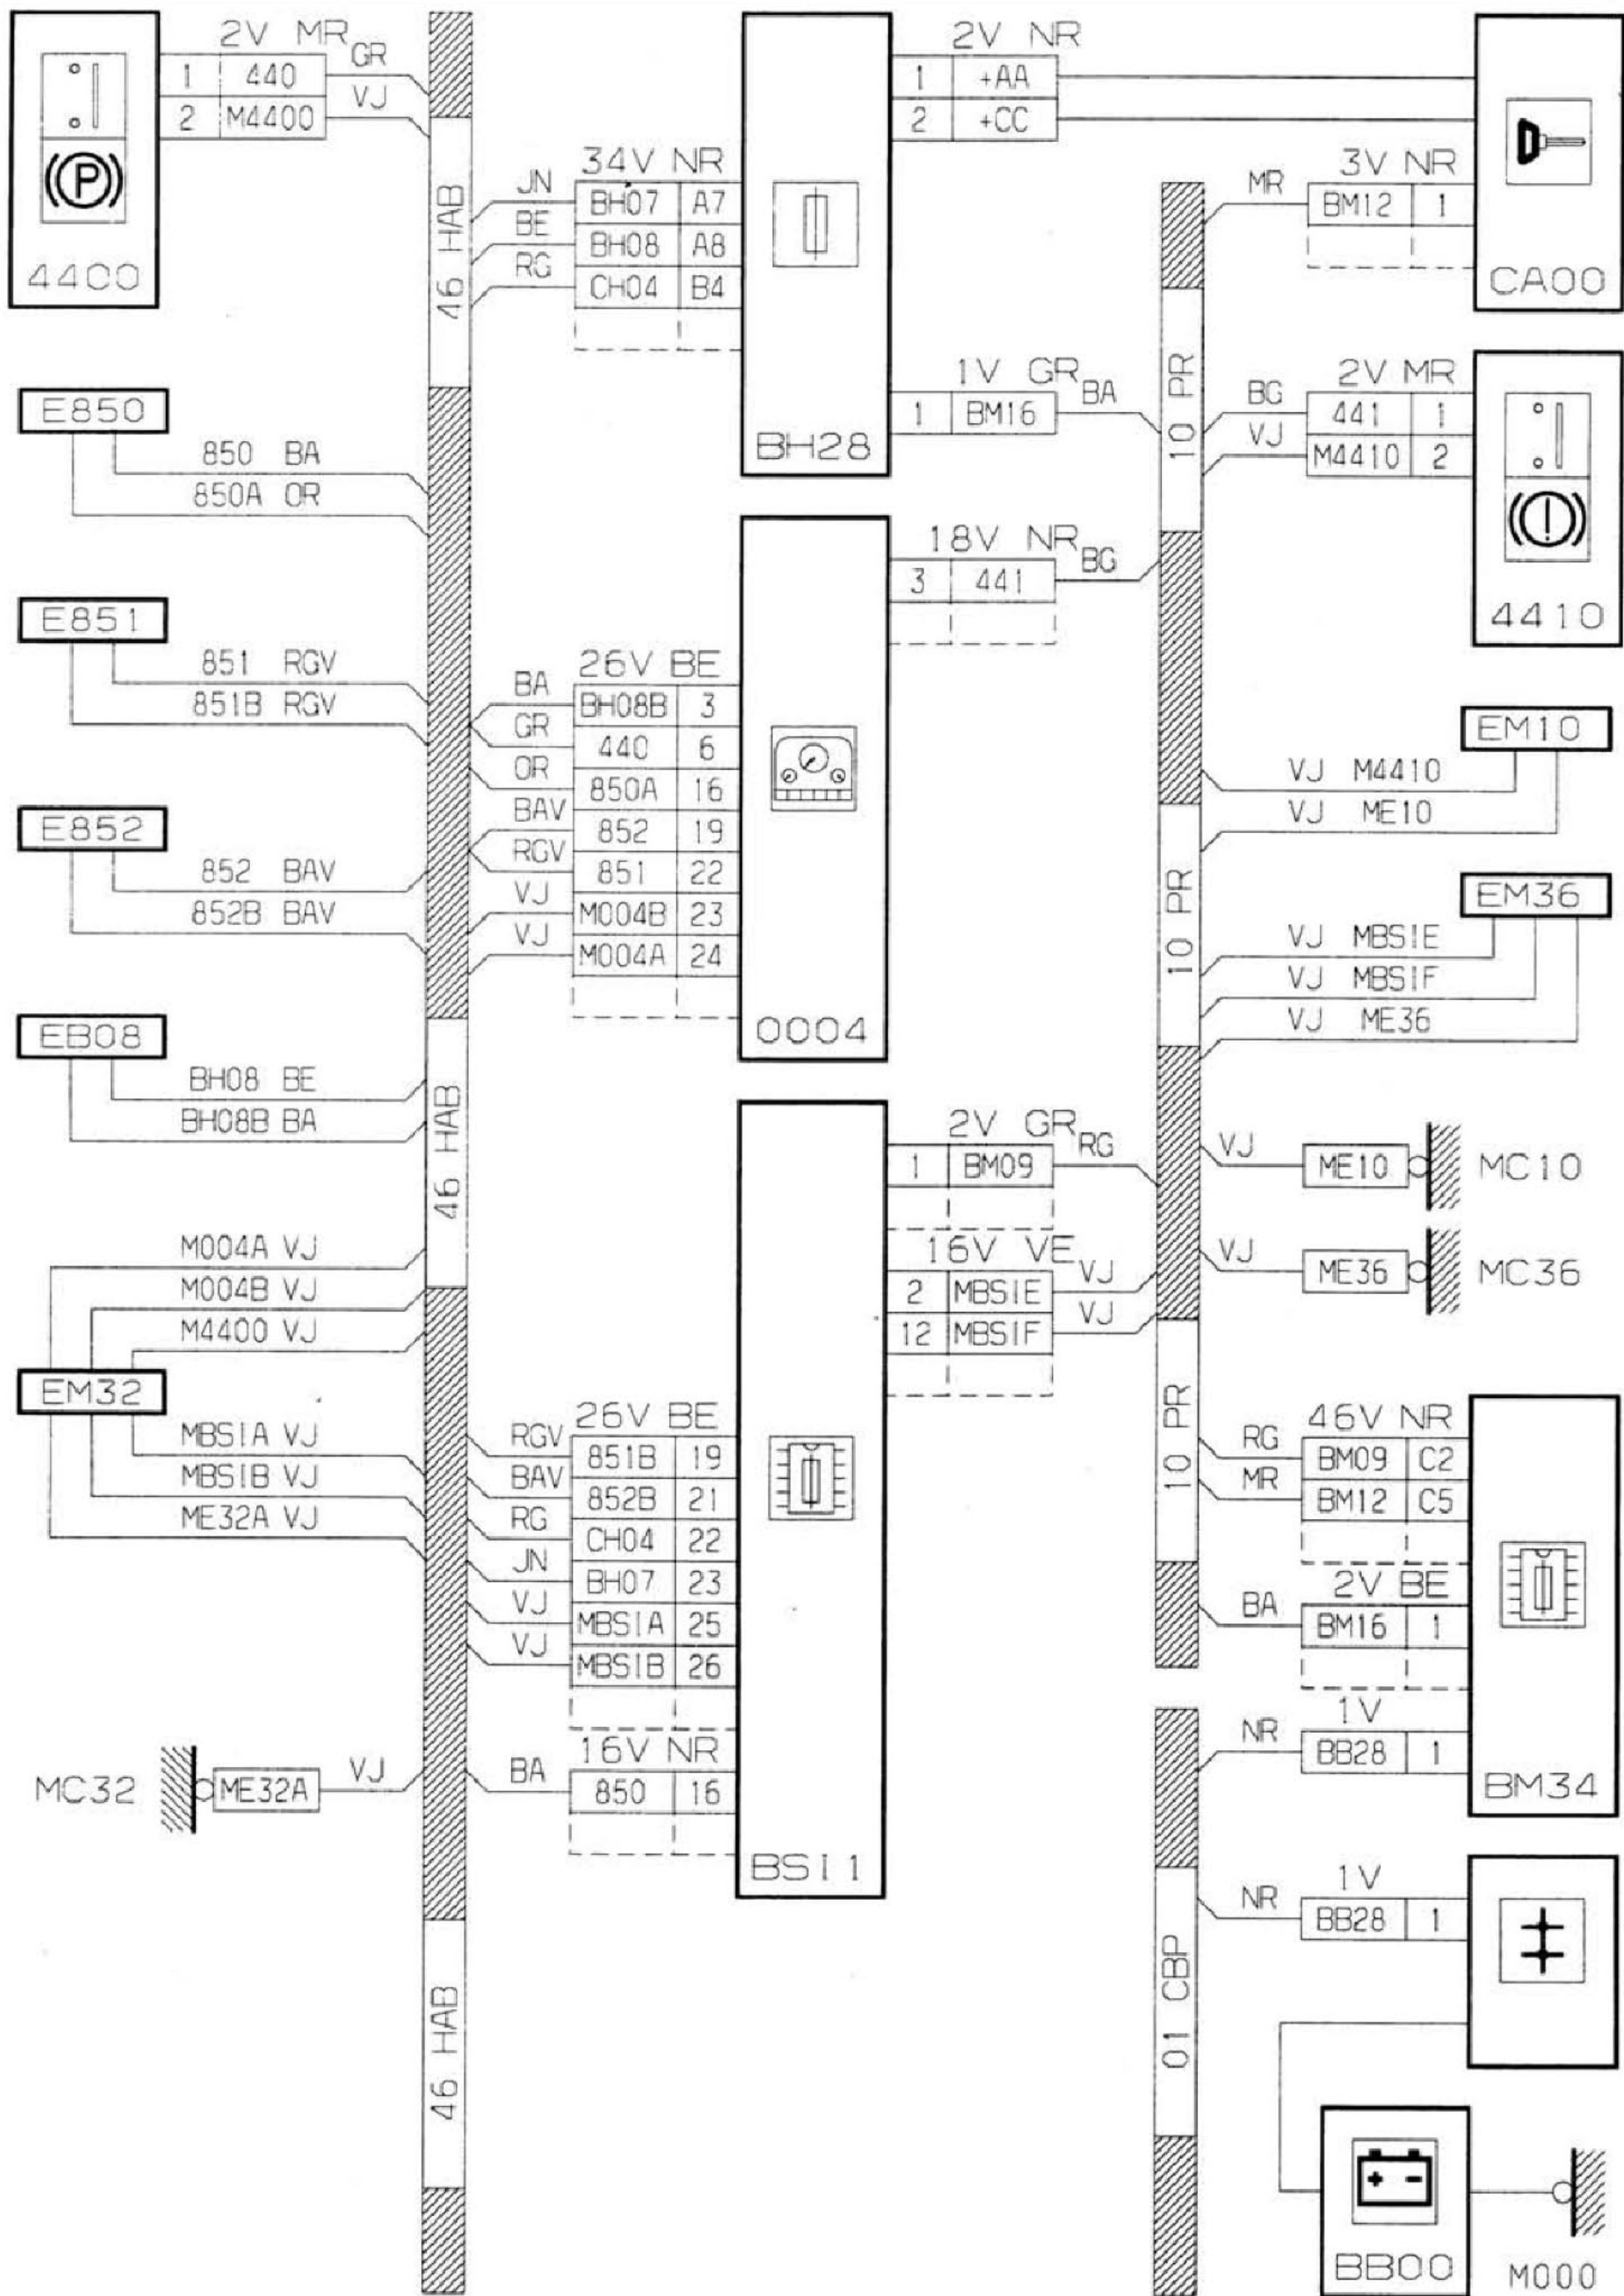 2V MR
1 440 GR
2 M4400 VJ
4400
46 HAB
34V NR
JN BH07 A7
BE BH08 A8
RG CH04 B4
2V NR
1 +AA
2 +CC
1V GR
1 BM16 BA
BH28
10 PR
3V NR
MR BM12 1
CA00
2V MR
BG 441 1
VJ M4410 2
4410
E850
850 BA
850A OR
E851
851 RGV
851B RGV
E852
852 BAV
852B BAV
EB08
BH08 BE
BH08B BA
46 HAB
18V NR
3 441 BG
26V BE
BA BH08B 3
GR 440 6
OR 850A 16
BAV 852 19
RGV 851 22
VJ M004B 23
VJ M004A 24
0004
EM10
VJ M4410
VJ ME10
10 PR
EM36
VJ MBSIE
VJ MBSIF
VJ ME36
VJ ME10 MC10
VJ ME36 MC36
M004A VJ
M004B VJ
M4400 VJ
EM32
MBSIA VJ
MBSIB VJ
ME32A VJ
2V GR
1 BM09 RG
16V VE
2 MBSIE VJ
12 MBSIF VJ
26V BE
RGV 851B 19
BAV 852B 21
RG CH04 22
JN BH07 23
VJ MBSIA 25
VJ MBSIB 26
16V NR
BA 850 16
BSI1
MC32 ME32A VJ
46 HAB
10 PR
46V NR
RG BM09 C2
MR BM12 C5
2V BE
BA BM16 1
1V
NR BB28 1
BM34
01 CBP
1V
NR BB28 1
BB00
M000